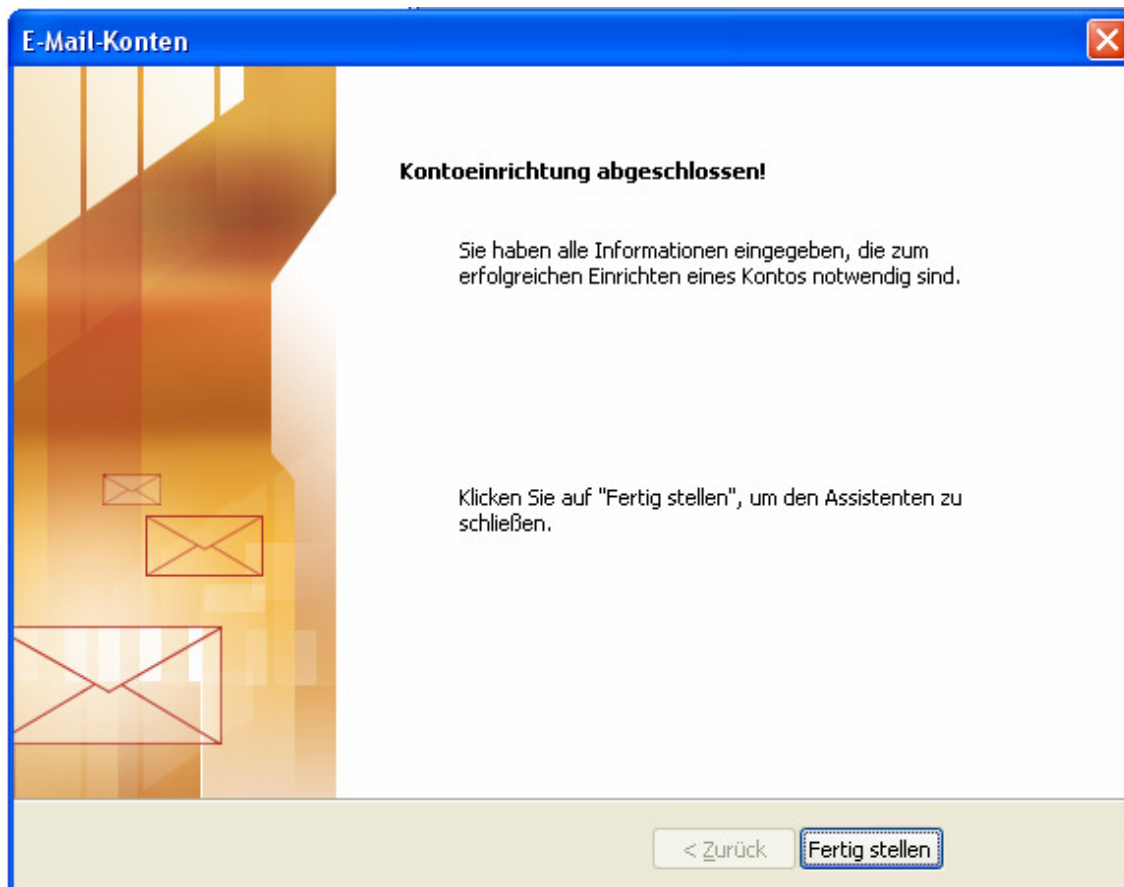 E-Mail-Konten
Kontoeinrichtung abgeschlossen!
Sie haben alle Informationen eingegeben, die zum
erfolgreichen Einrichten eines Kontos notwendig sind.
Klicken Sie auf "Fertig stellen", um den Assistenten zu
schließen.
< Zurück
Fertig stellen